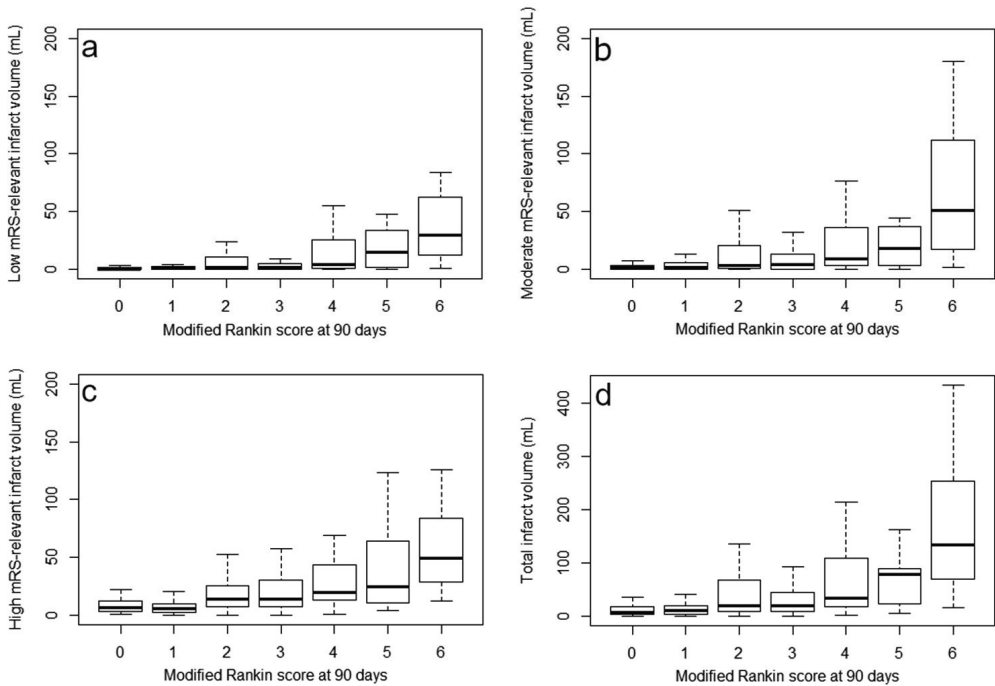 a
Low mRS-relevant infarct volume (mL)
200
150
100
50
0
0 1 2 3 4 5 6
Modified Rankin score at 90 days
b
Moderate mRS-relevant infarct volume (mL)
200
150
100
50
0
0 1 2 3 4 5 6
Modified Rankin score at 90 days
c
High mRS-relevant infarct volume (mL)
200
150
100
50
0
0 1 2 3 4 5 6
Modified Rankin score at 90 days
d
Total infarct volume (mL)
400
300
200
100
0
0 1 2 3 4 5 6
Modified Rankin score at 90 days